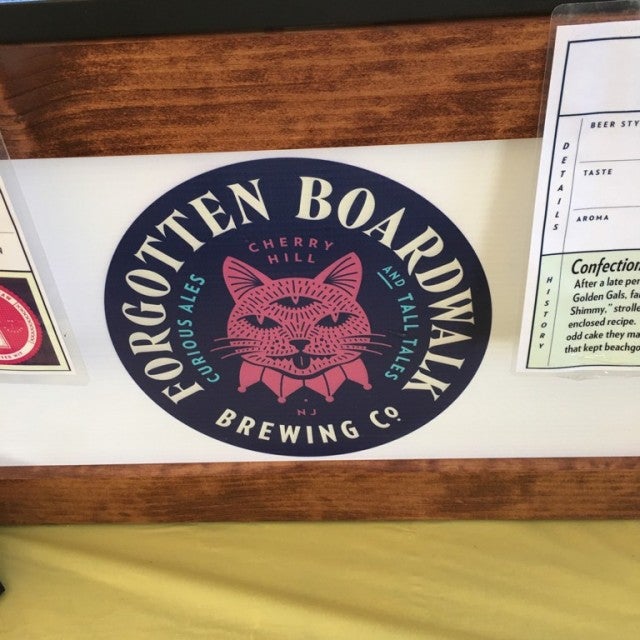 FORGOTTEN BOARDWALK
CHERRY
HILL
CURIOUS ALES
AND TALL TALES
NJ
BREWING Co
BEER STY
DETAILS
TASTE
AROMA
HISTORY
Confection
After a late per
Golden Gals, fa
Shimmy," strolle
enclosed recipe.
odd cake they ma
that kept beachgo